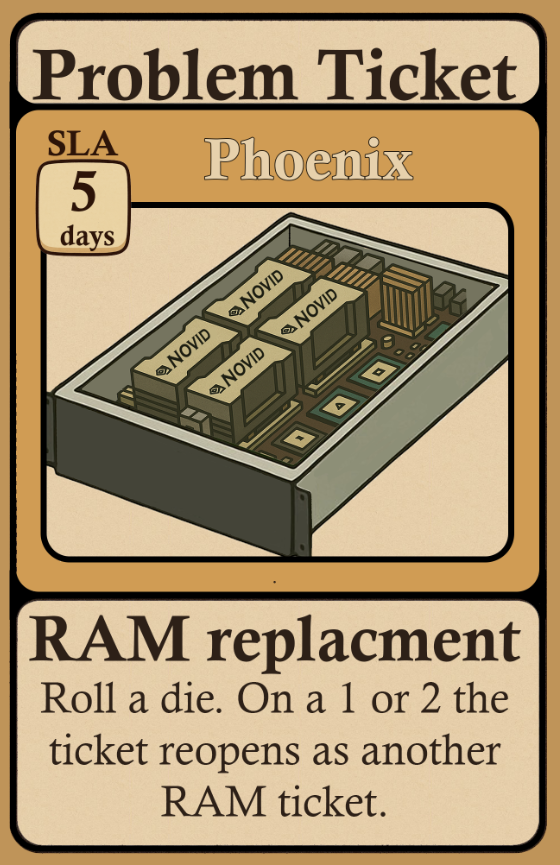 Problem Ticket
SLA
5
days
Phoenix
NOVID
NOVID
NOVID
NOVID
RAM replacment
Roll a die. On a 1 or 2 the
ticket reopens as another
RAM ticket.